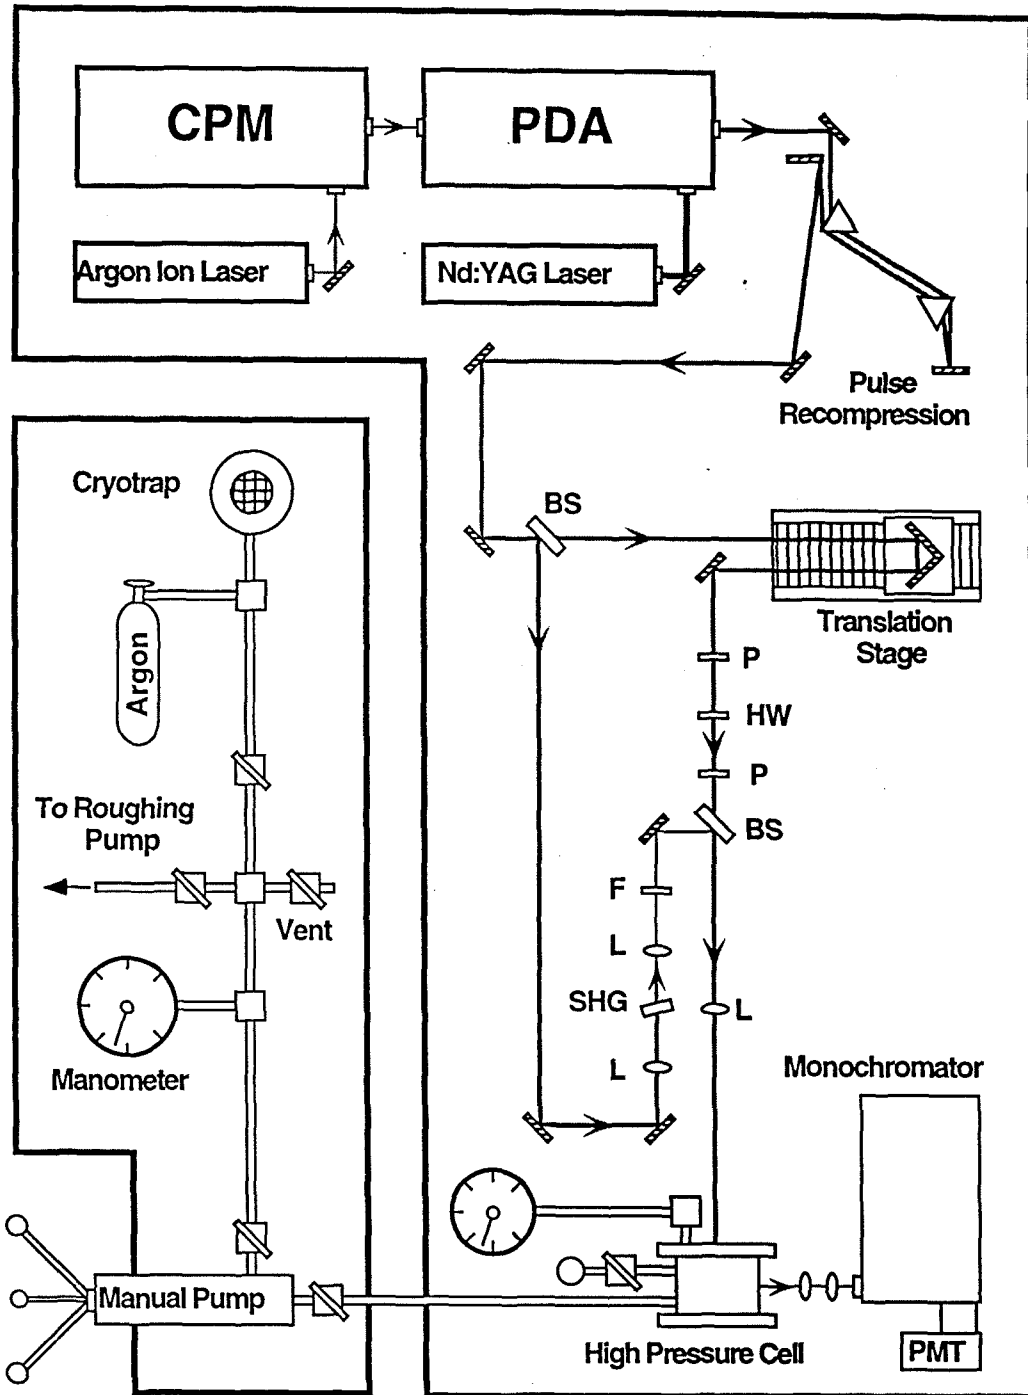 CPM
PDA
Argon Ion Laser
Nd:YAG Laser
Pulse
Recompression
Cryotrap
BS
Argon
Translation
Stage
P
HW
P
To Roughing
Pump
BS
F
Vent
L
SHG
L
Manometer
L
Monochromator
Manual Pump
High Pressure Cell
PMT